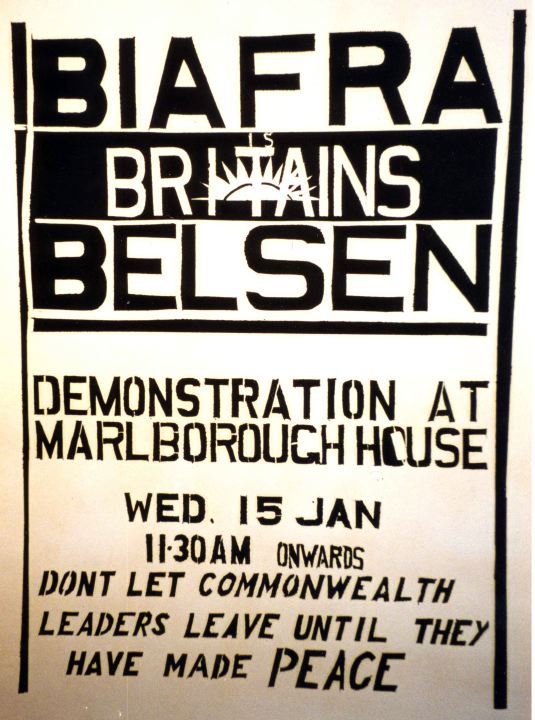 BIAFRA
IS
BRITAINS
BELSEN
DEMONSTRATION AT
MARLBOROUGH HOUSE
WED. 15 JAN
11·30AM ONWARDS
DONT LET COMMONWEALTH
LEADERS LEAVE UNTIL THEY
HAVE MADE PEACE